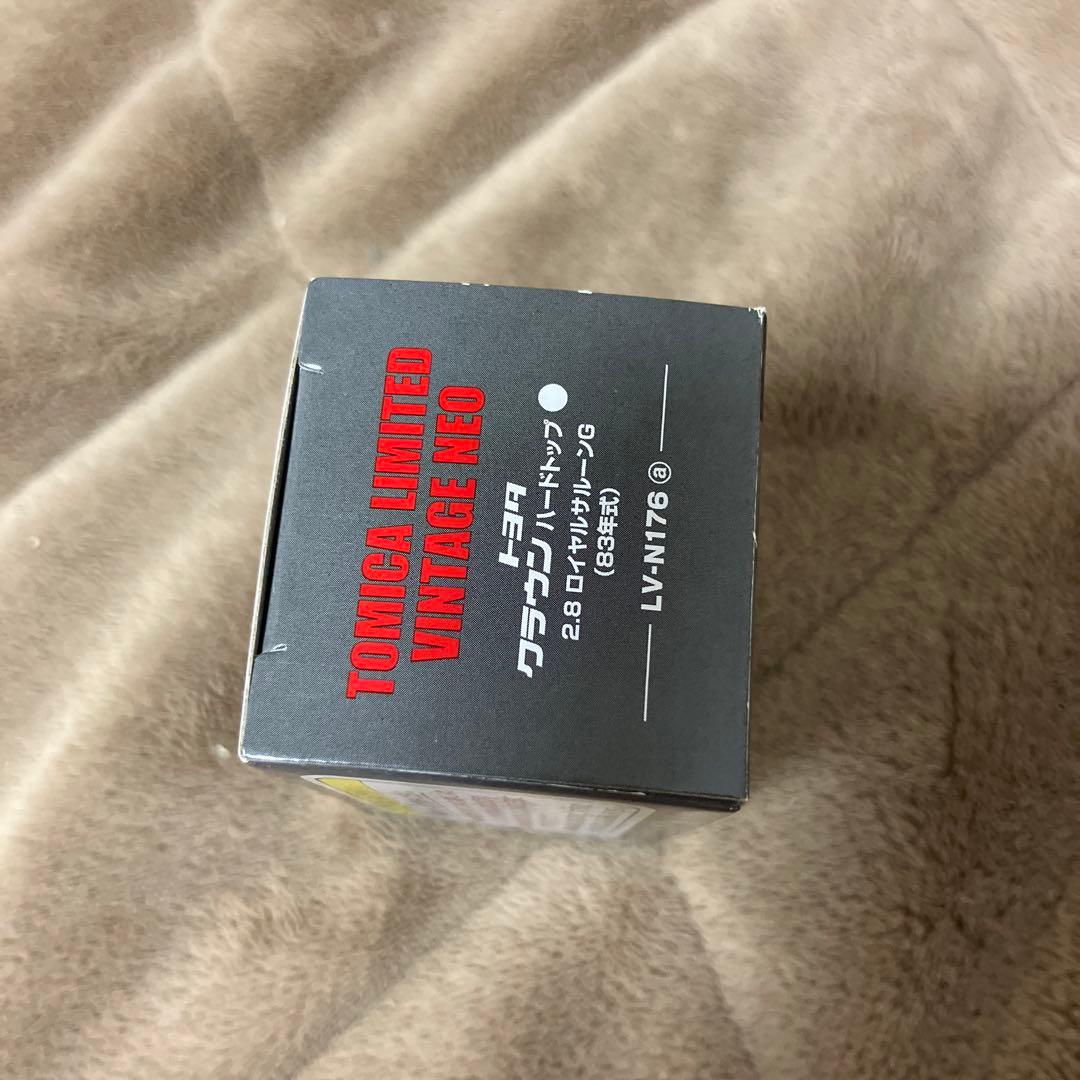 TOMICA LIMITED
VINTAGE NEO
トヨタ
クラウン ハードトップ
2.8 ロイヤルサルーンG
(83年式)
LV-N176 ⓐ